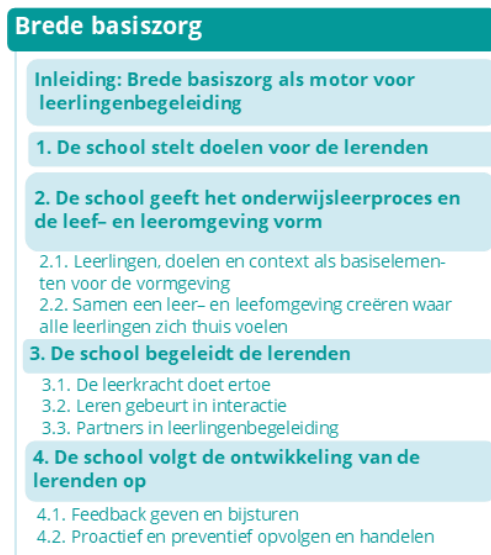 Brede basiszorg
Inleiding: Brede basiszorg als motor voor
leerlingenbegeleiding
1. De school stelt doelen voor de lerenden
2. De school geeft het onderwijsleerproces en
de leef– en leeromgeving vorm
2.1. Leerlingen, doelen en context als basiselemen-
ten voor de vormgeving
2.2. Samen een leer– en leefomgeving creëren waar
alle leerlingen zich thuis voelen
3. De school begeleidt de lerenden
3.1. De leerkracht doet ertoe
3.2. Leren gebeurt in interactie
3.3. Partners in leerlingenbegeleiding
4. De school volgt de ontwikkeling van de
lerenden op
4.1. Feedback geven en bijsturen
4.2. Proactief en preventief opvolgen en handelen